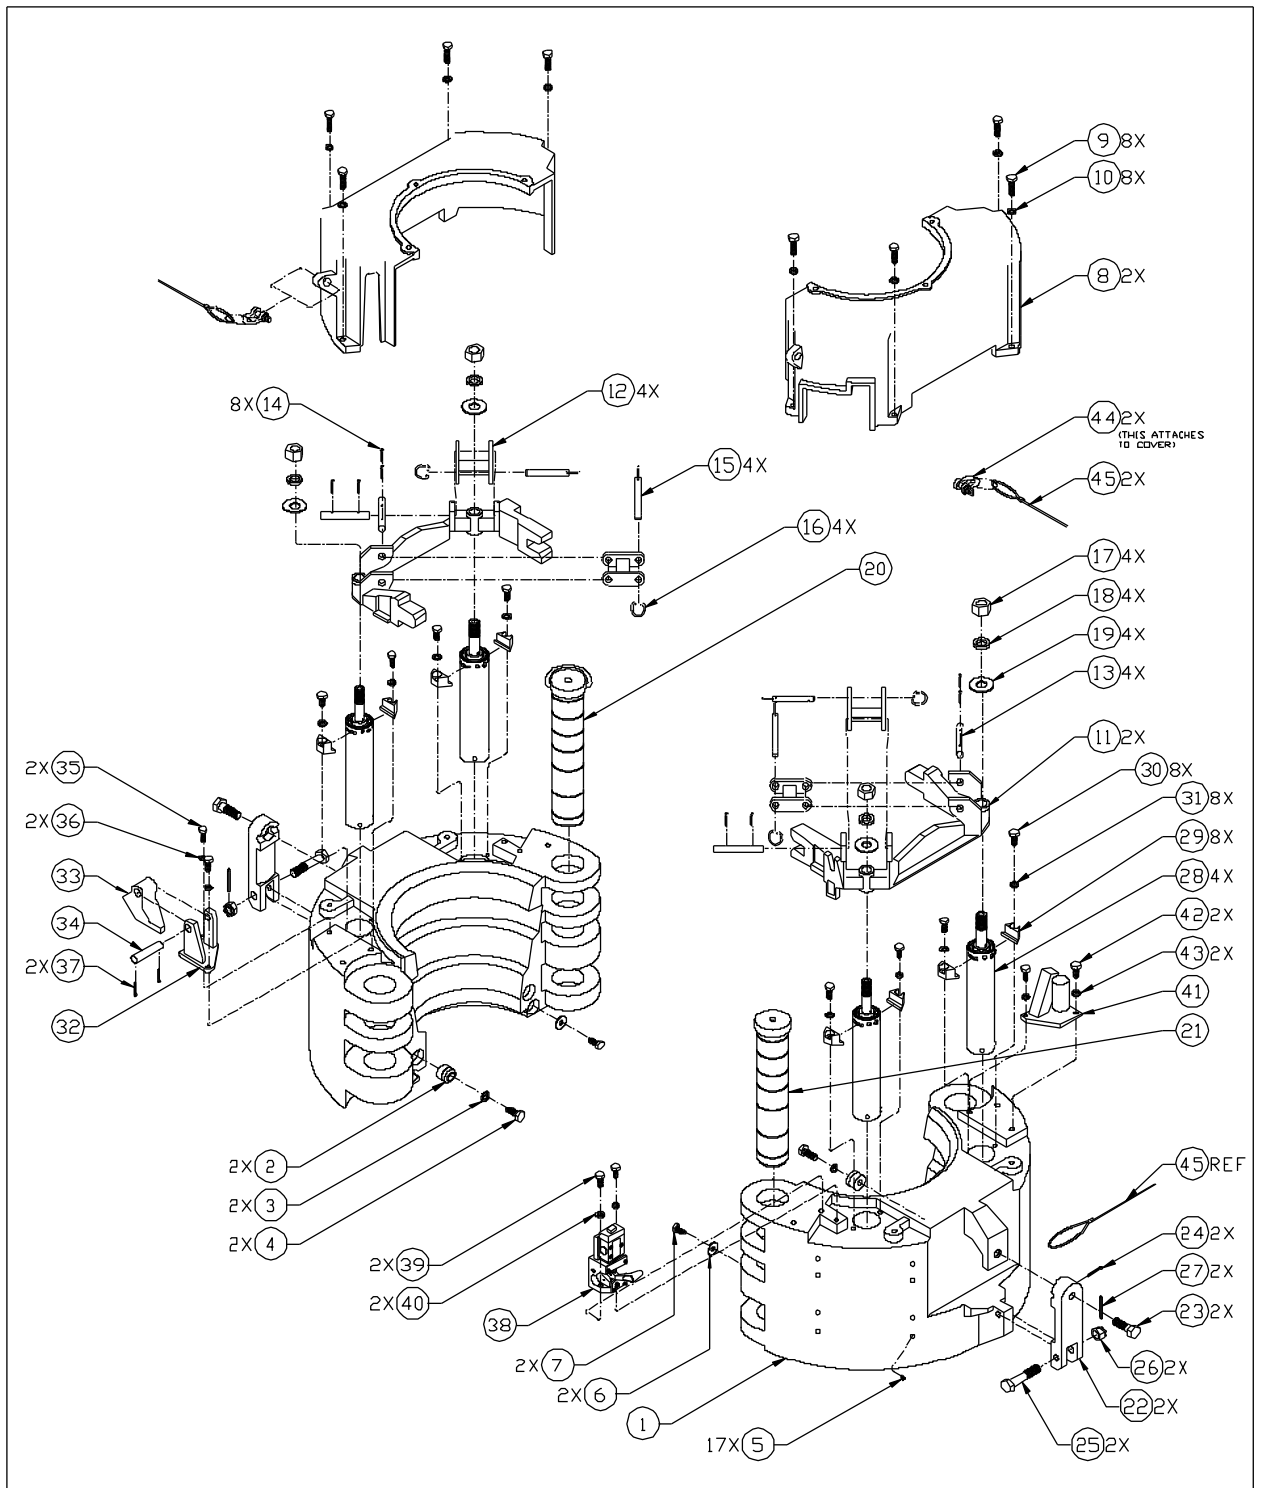 9 8X
10 8X
8 2X
12 4X
8X 14
44 2X
(THIS ATTACHES
TO COVER)
15 4X
45 2X
16 4X
20
17 4X
18 4X
19 4X
13 4X
11 2X
2X 35
30 8X
31 8X
2X 36
29 8X
33
28 4X
34
42 2X
2X 37
43 2X
32
41
21
2X 2
45 REF
2X 3
2X 4
24 2X
2X 39
27 2X
2X 40
23 2X
38
2X 7
26 2X
2X 6
22 2X
1
17X 5
25 2X